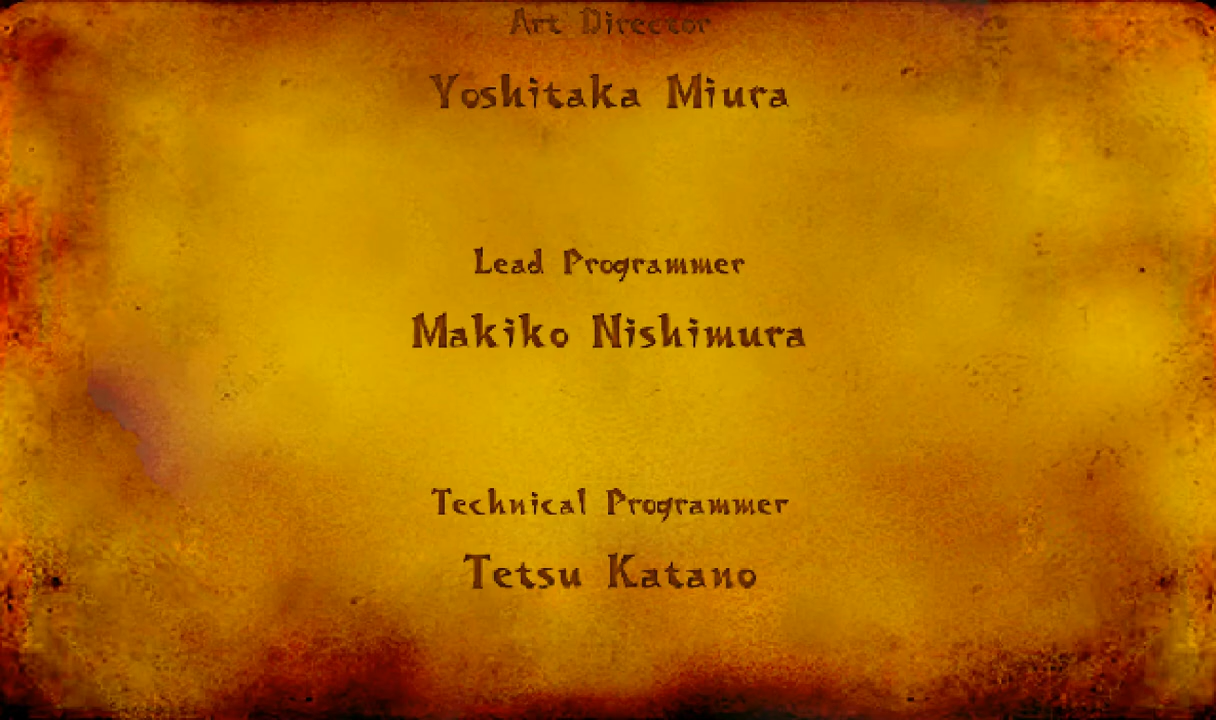 Art Director
Yoshitaka Miura
Lead Programmer
Makiko Nishimura
Technical Programmer
Tetsu Katano